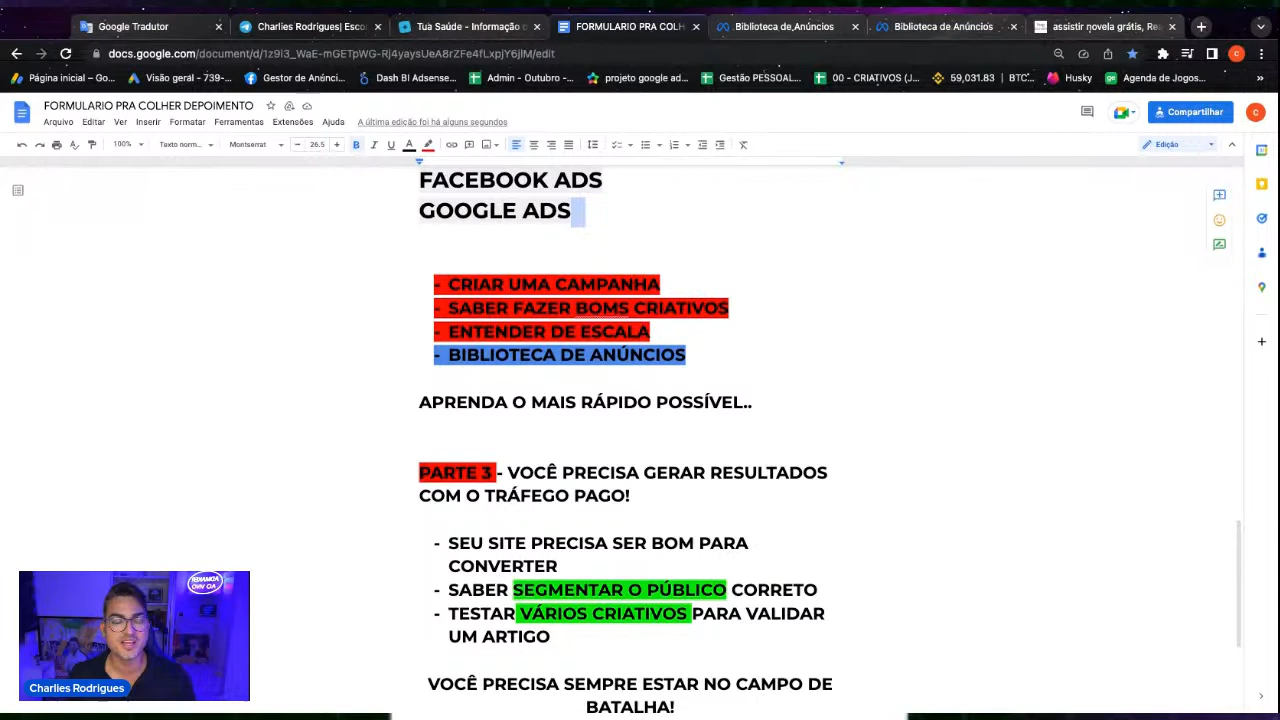 Google Tradutor
Charlies Rodrigues| Esco
Tua Saúde - Informação o
FORMULARIO PRA COLH
Biblioteca de Anúncios
Biblioteca de Anúncios
assistir novela grátis, Rea
docs.google.com/document/d/1z9i3_WaE-mGETpWG-Rj4yaysUeA8rZFe4fLxpjY6jlM/edit
Página inicial – Go...
Visão geral – 739-...
Gestor de Anúnci...
Dash BI Adsense...
Admin - Outubro -...
projeto google ad...
Gestão PESSOAL...
00 - CRIATIVOS (J...
59,031.83 | BTC...
Husky
Agenda de Jogos...
FORMULARIO PRA COLHER DEPOIMENTO
Arquivo Editar Ver Inserir Formatar Ferramentas Extensões Ajuda A última edição foi há alguns segundos
Compartilhar
C
100% Texto norm... Montserrat 26.5 Edição
FACEBOOK ADS
GOOGLE ADS
- CRIAR UMA CAMPANHA
- SABER FAZER BOMS CRIATIVOS
- ENTENDER DE ESCALA
- BIBLIOTECA DE ANÚNCIOS
APRENDA O MAIS RÁPIDO POSSÍVEL..
PARTE 3 - VOCÊ PRECISA GERAR RESULTADOS
COM O TRÁFEGO PAGO!
- SEU SITE PRECISA SER BOM PARA
CONVERTER
- SABER SEGMENTAR O PÚBLICO CORRETO
- TESTAR VÁRIOS CRIATIVOS PARA VALIDAR
UM ARTIGO
VOCÊ PRECISA SEMPRE ESTAR NO CAMPO DE
BATALHA!
Charlies Rodrigues